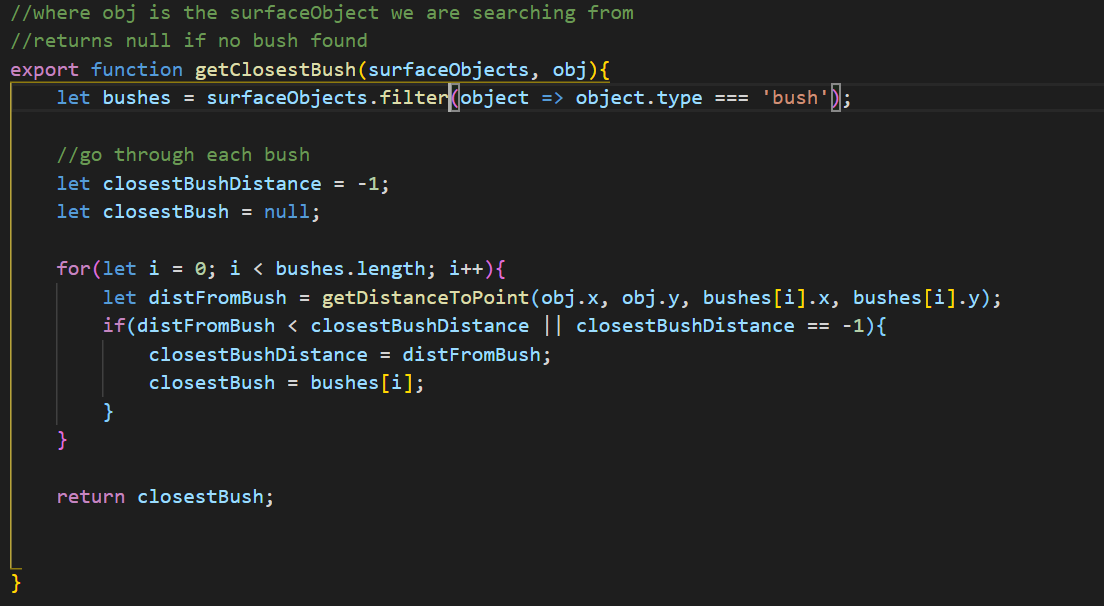 //where obj is the surfaceObject we are searching from
//returns null if no bush found
export function getClosestBush(surfaceObjects, obj){
    let bushes = surfaceObjects.filter(object => object.type === 'bush');

    //go through each bush
    let closestBushDistance = -1;
    let closestBush = null;

    for(let i = 0; i < bushes.length; i++){
        let distFromBush = getDistanceToPoint(obj.x, obj.y, bushes[i].x, bushes[i].y);
        if(distFromBush < closestBushDistance || closestBushDistance == -1){
            closestBushDistance = distFromBush;
            closestBush = bushes[i];
        }
    }

    return closestBush;

}